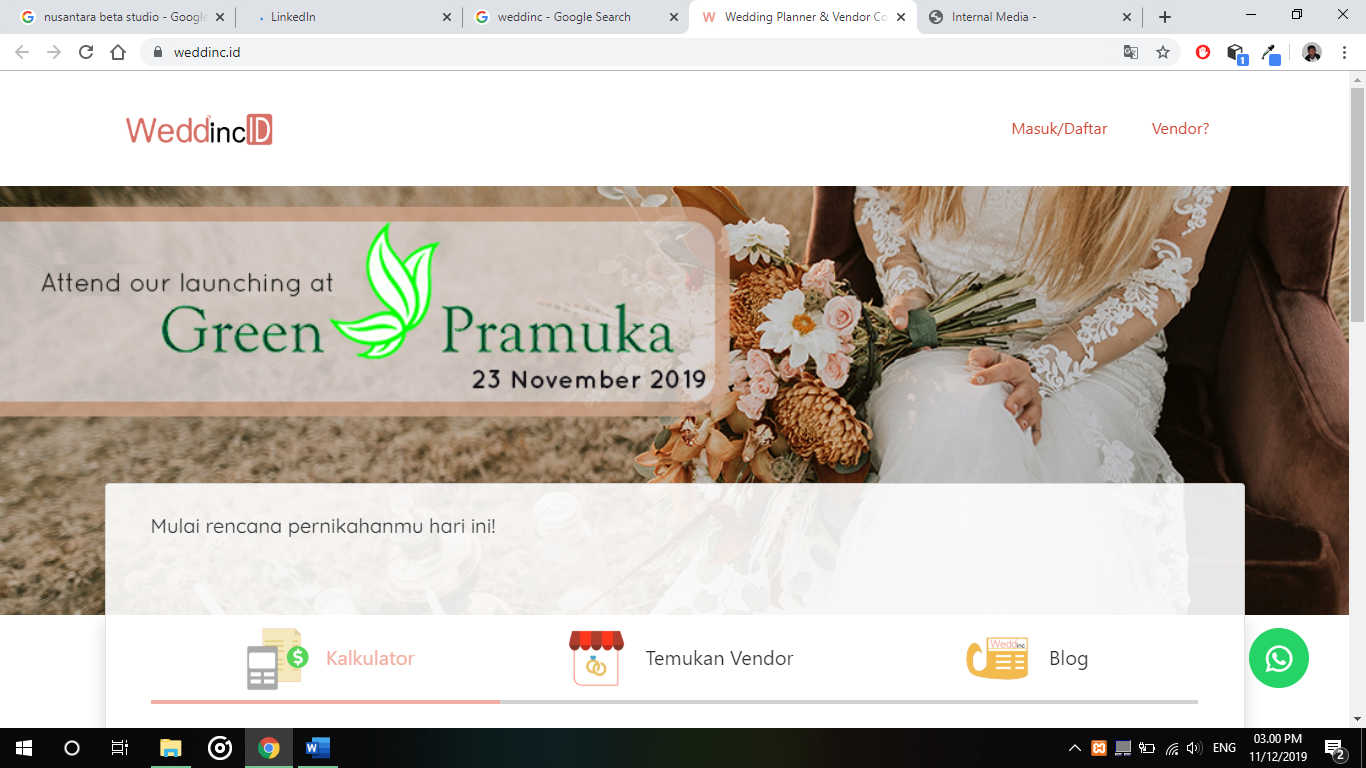 nusantara beta studio - Google
LinkedIn
weddinc - Google Search
Wedding Planner & Vendor Co
Internal Media -
weddinc.id
1
WeddincID
Masuk/Daftar
Vendor?
Attend our launching at
Green Pramuka
23 November 2019
Mulai rencana pernikahanmu hari ini!
$
Kalkulator
Temukan Vendor
Weddinc
Blog
W
ENG
03.00 PM
11/12/2019
2